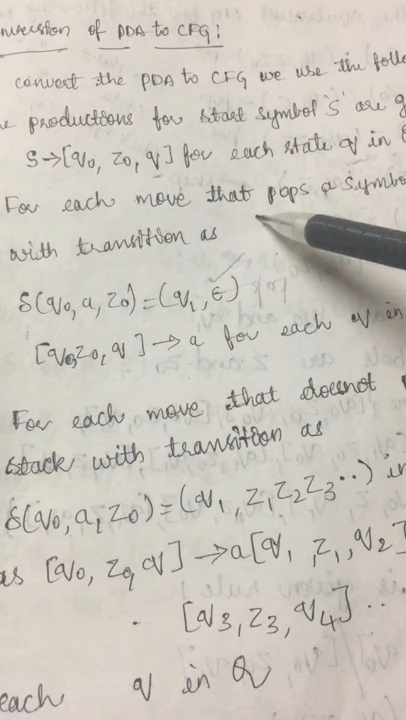 nversion of PDA to CFG:
convert the PDA to CFG we use the follo
e productions for start symbol 'S' are g
S→[q0, Z0, q] for each state q in
For each move that pops a symbo
with transition as
δ(q0, a, Z0) = (q1, ε)
[q0 Z0, q] → a for each q in
For each move that doesnot
stack with transition as
δ(q0, a, Z0) = (q1, Z1 Z2 Z3 ··) in
as [q0, Z0, q] → a[q1, Z1, q2]
[q3, Z3, q4] ··
each q in Q